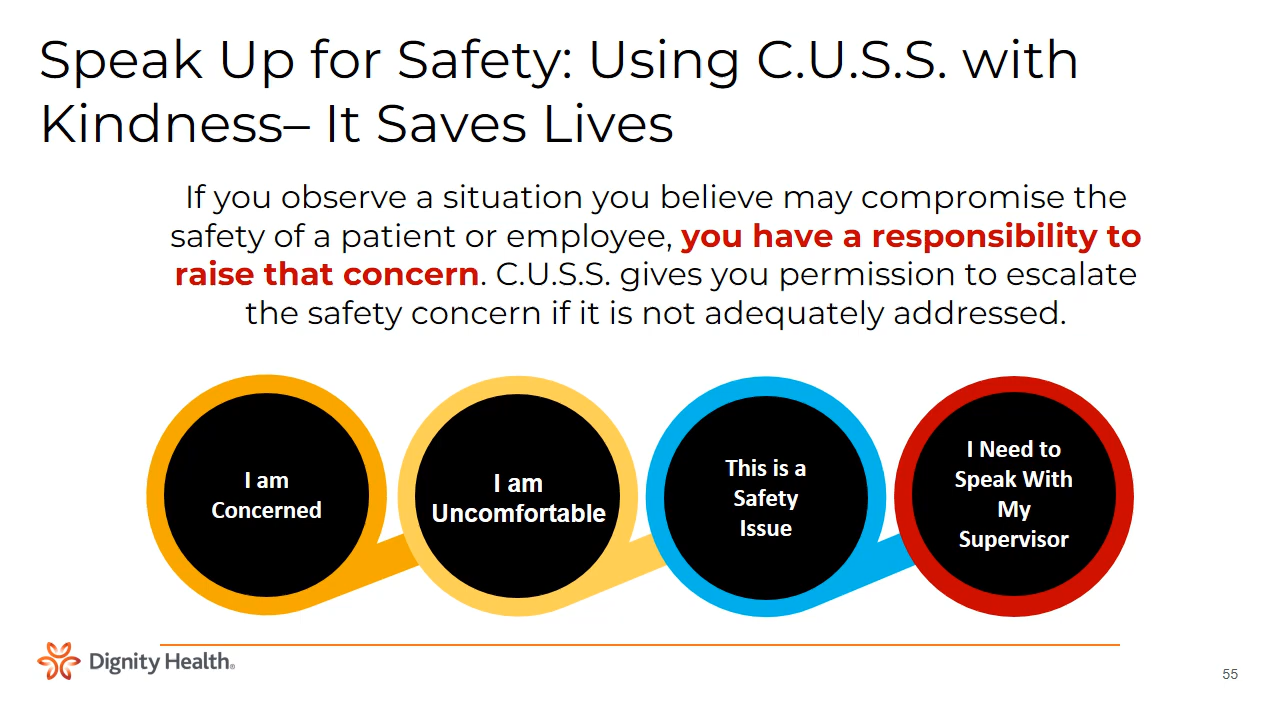 Speak Up for Safety: Using C.U.S.S. with
Kindness– It Saves Lives
If you observe a situation you believe may compromise the
safety of a patient or employee, you have a responsibility to
raise that concern. C.U.S.S. gives you permission to escalate
the safety concern if it is not adequately addressed.
I am
Concerned
I am
Uncomfortable
This is a
Safety
Issue
I Need to
Speak With
My
Supervisor
Dignity Health®
55